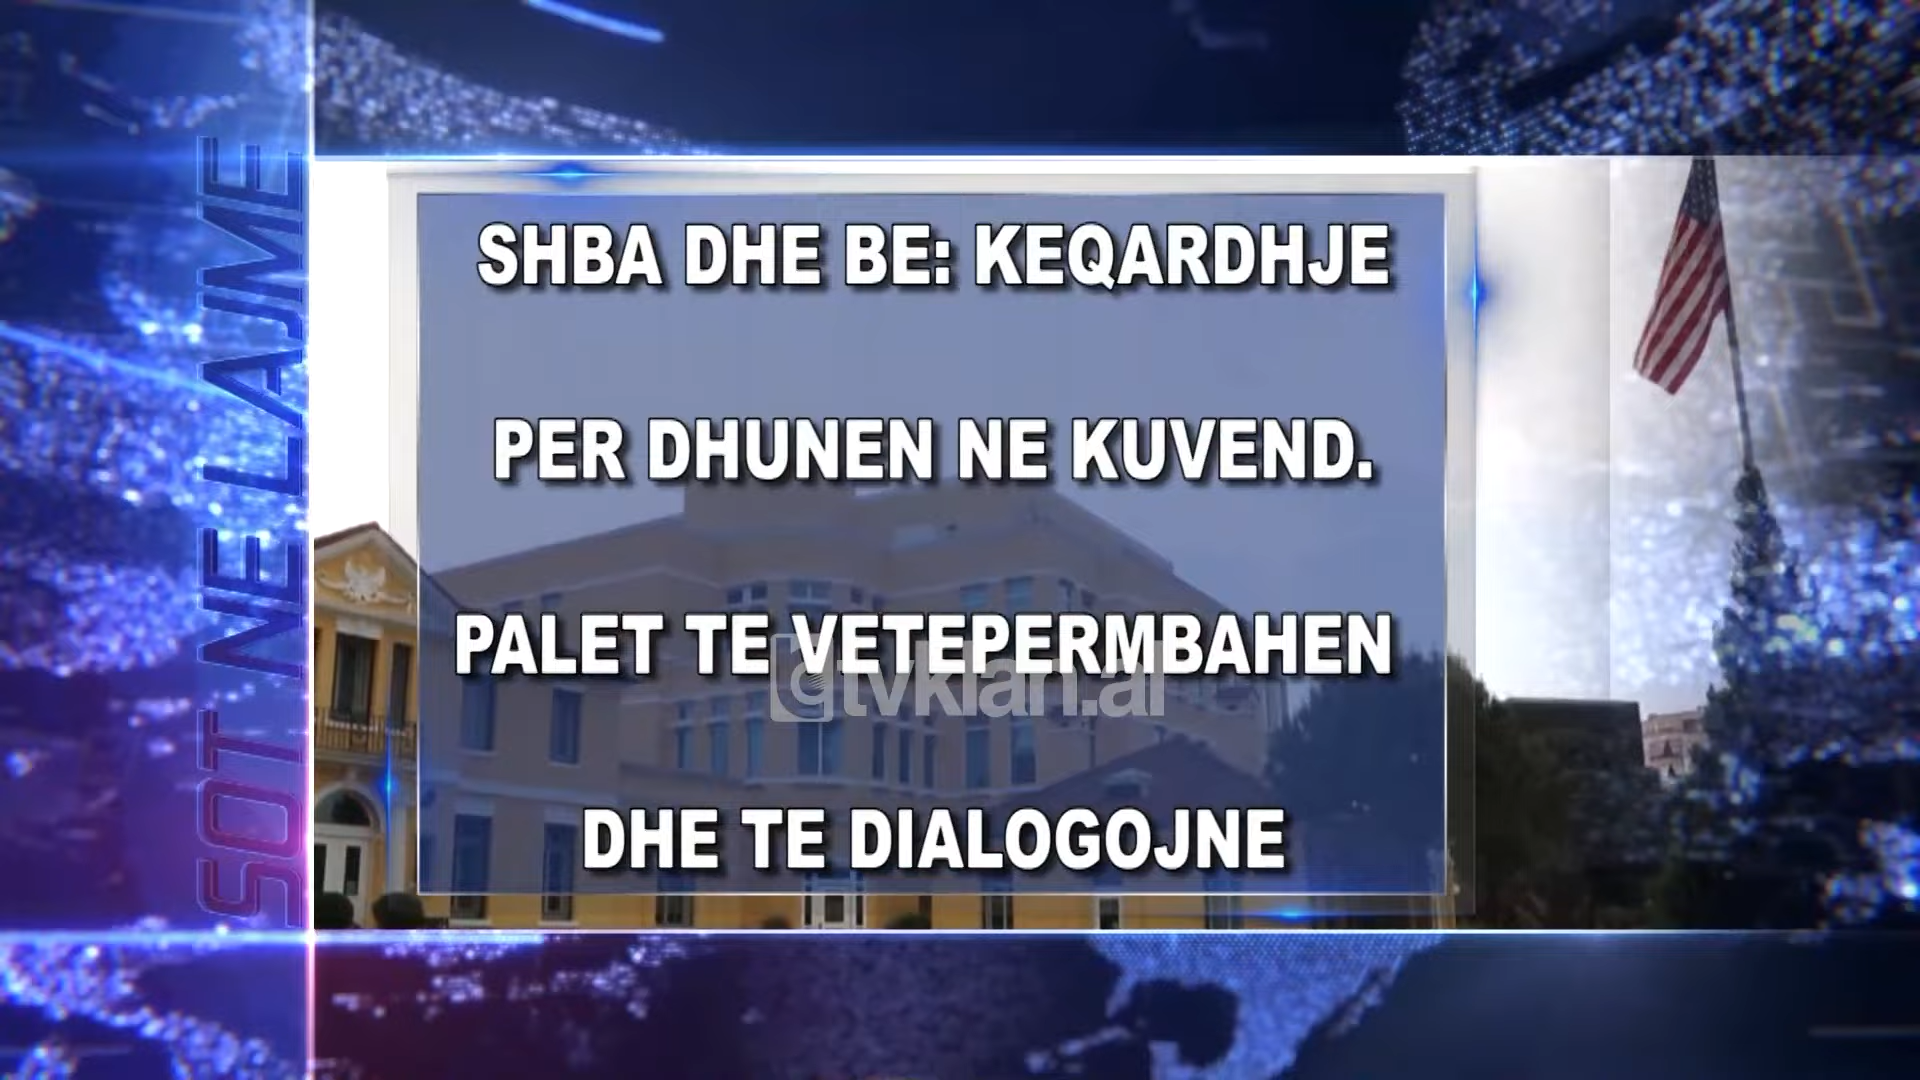 SOT NE LAJME
SHBA DHE BE: KEQARDHJE
PER DHUNEN NE KUVEND.
PALET TE VETEPERMBAHEN
tvklan.al
DHE TE DIALOGOJNE